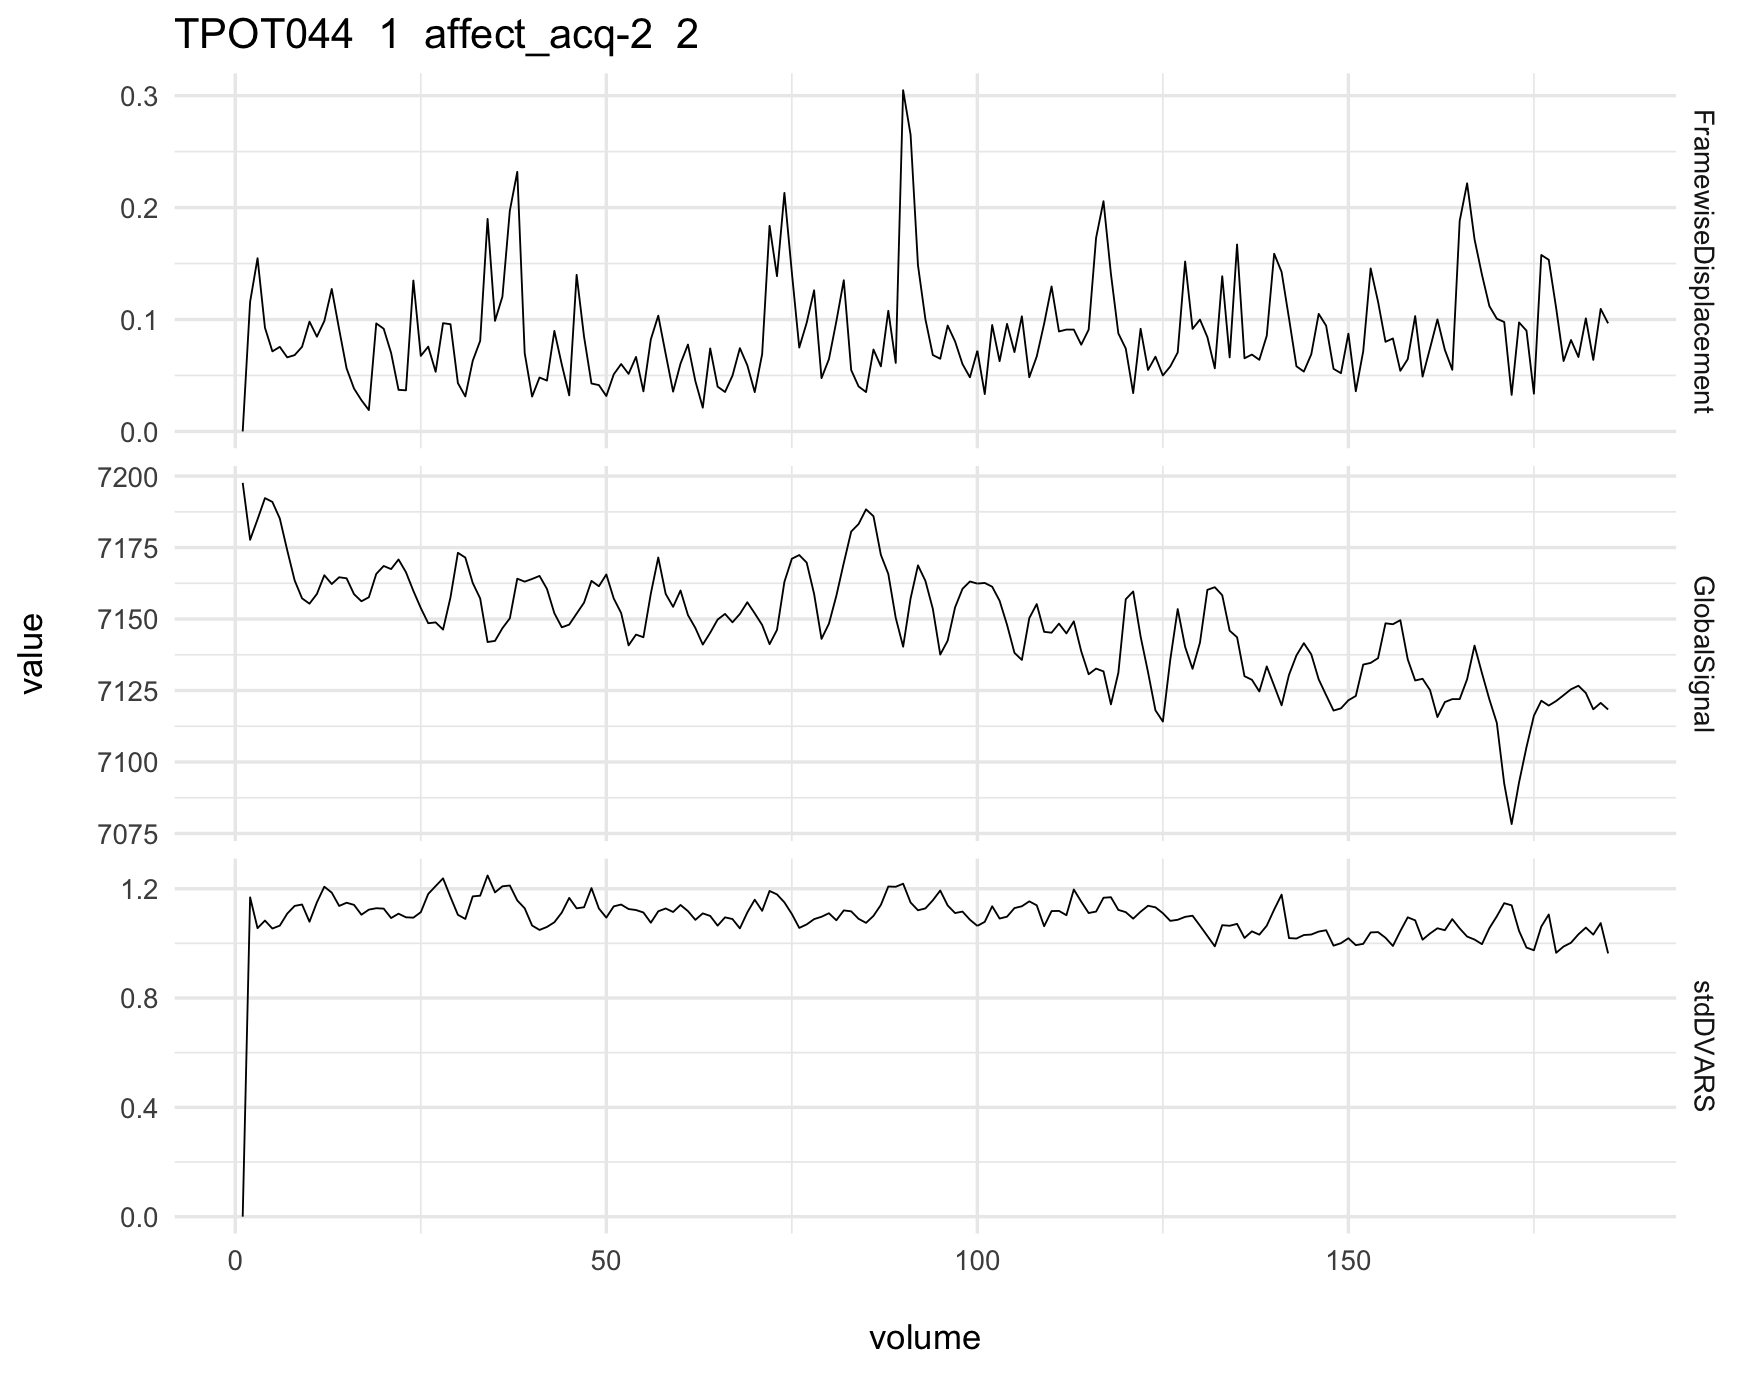 TPOT044 1 affect_acq-2 2
0.3
0.2
0.1
0.0
FramewiseDisplacement
7200
7175
7150
7125
7100
7075
GlobalSignal
1.2
0.8
0.4
0.0
stdDVARS
value
0 50 100 150
volume